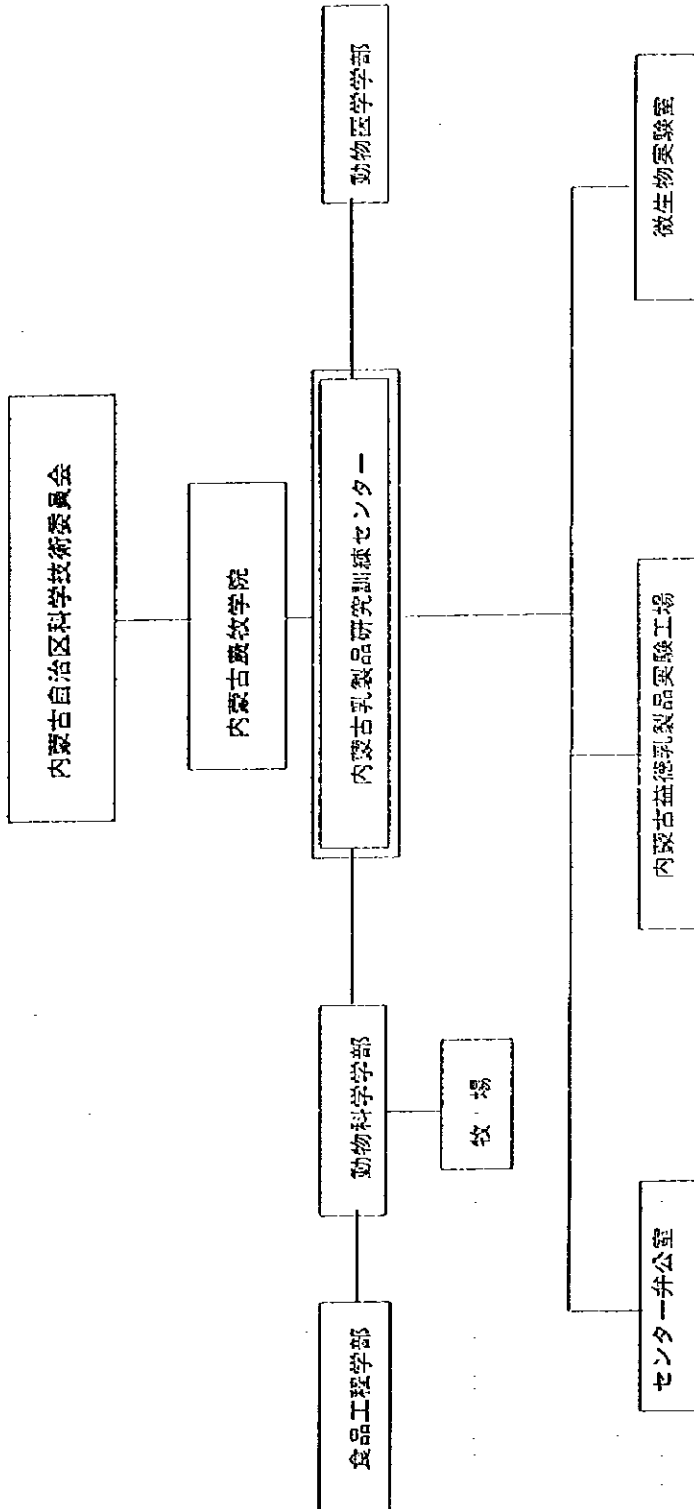 内蒙古自治区科学技術委員会
内蒙古農牧学院
食品工程学部
動物科学学部
内蒙古乳製品研究訓練センター
動物医学学部
牧・場
センター弁公室
内蒙古益徳乳製品実験工場
微生物実験室